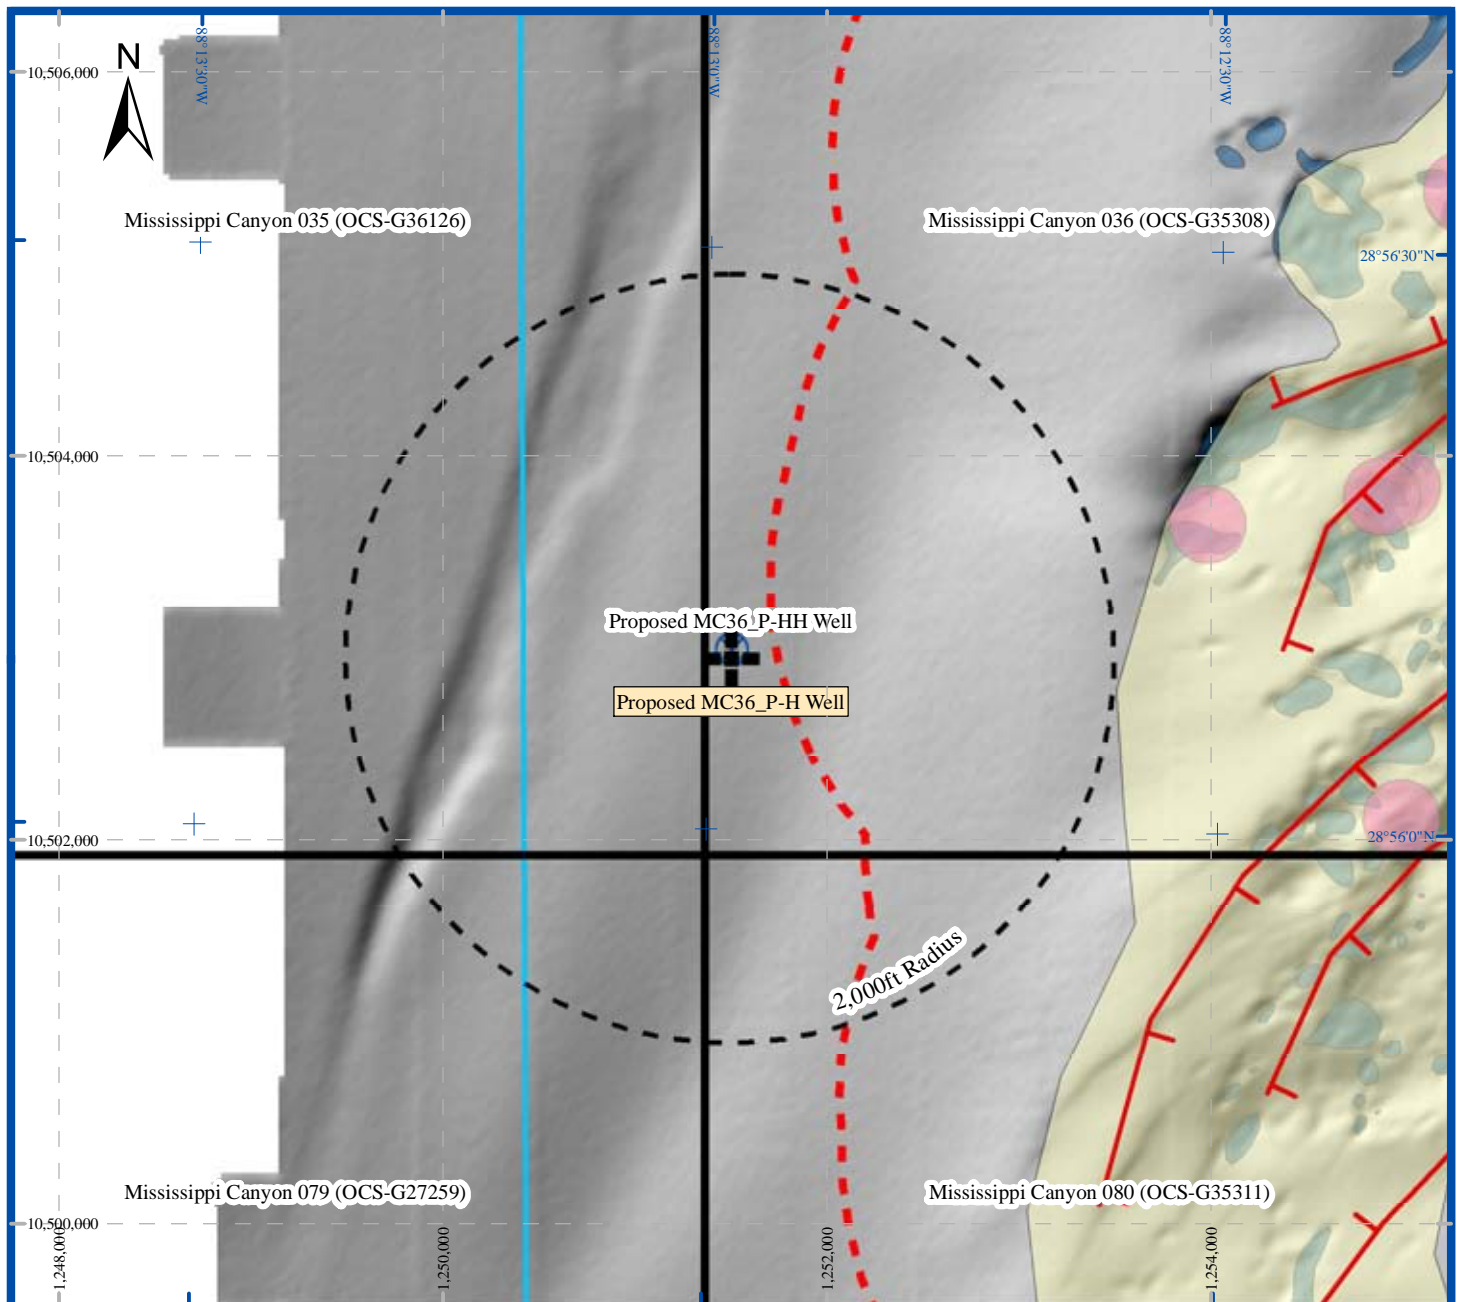 N
88°13'30"W
88°13'0"W
88°12'30"W
10,506,000
Mississippi Canyon 035 (OCS-G36126)
Mississippi Canyon 036 (OCS-G35308)
28°56'30"N
10,504,000
Proposed MC36_P-HH Well
Proposed MC36_P-H Well
10,502,000
28°56'0"N
2,000ft Radius
Mississippi Canyon 079 (OCS-G27259)
Mississippi Canyon 080 (OCS-G35311)
10,500,000
1,248,000
1,250,000
1,252,000
1,254,000